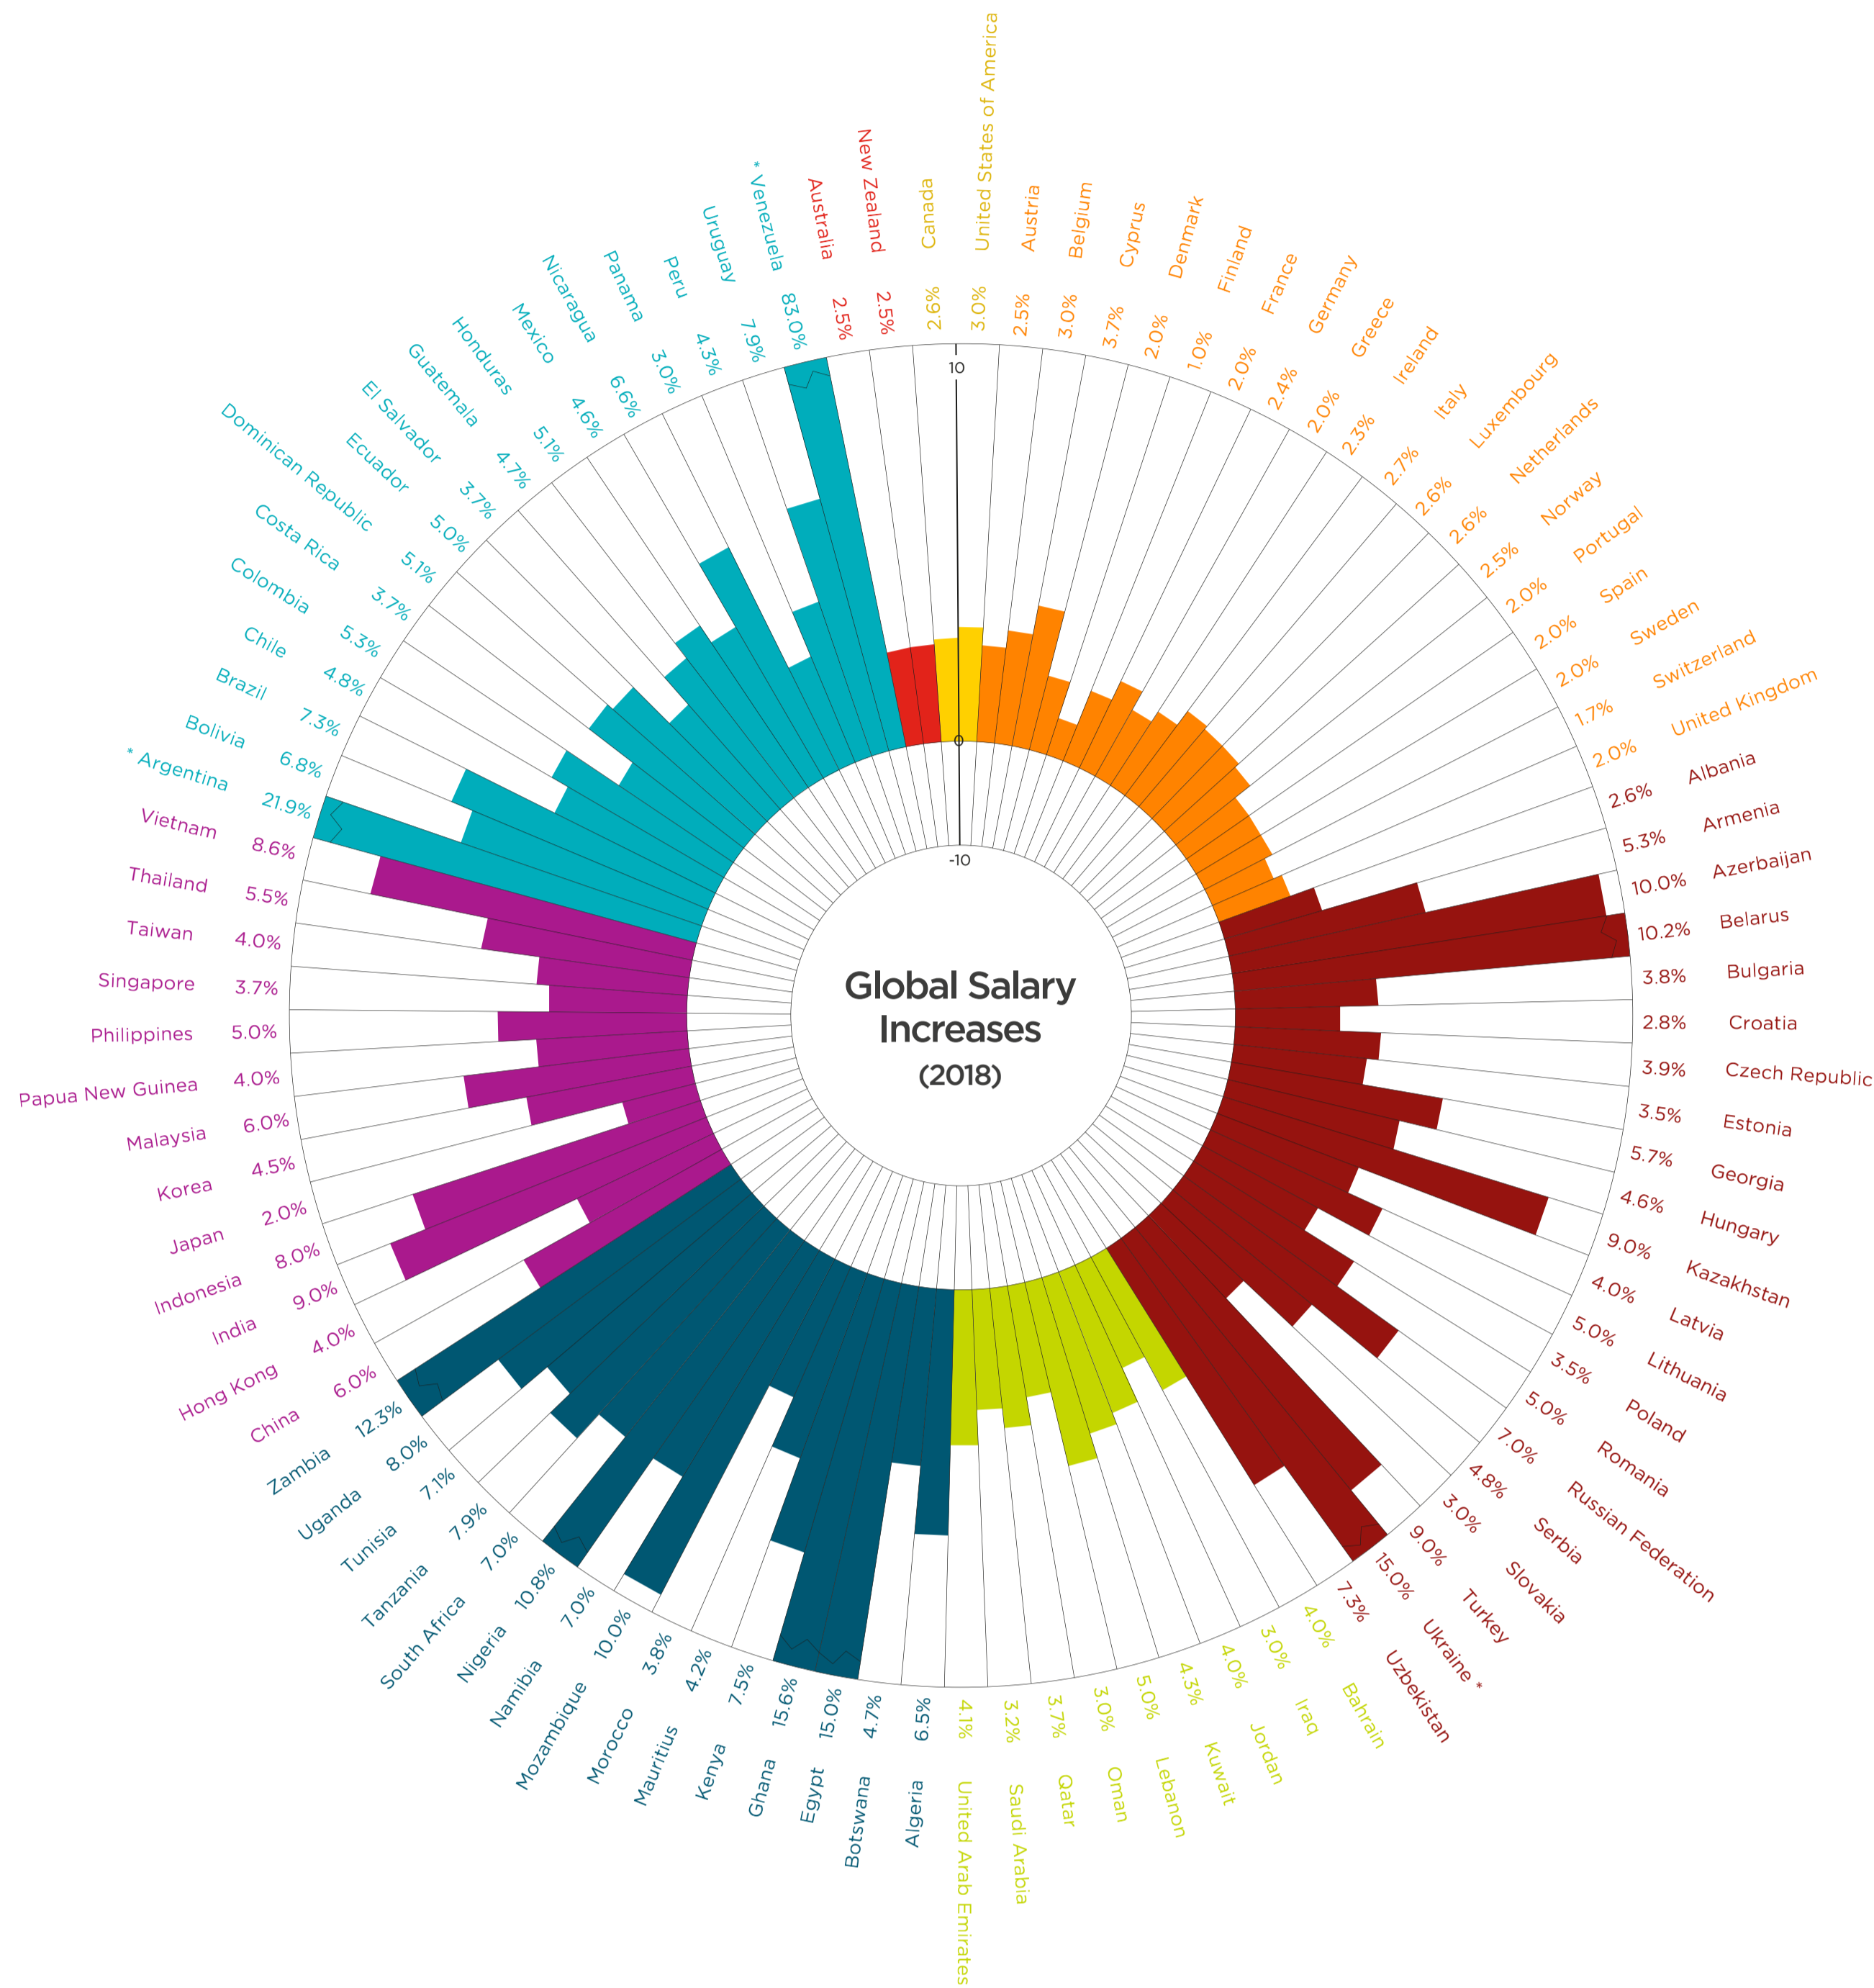 Global Salary
Increases
(2018)
10
0
-10
Canada 2.6%
United States of America 3.0%
Austria 2.5%
Belgium 3.0%
Cyprus 3.7%
Denmark 2.0%
Finland 1.0%
France 2.0%
Germany 2.4%
Greece 2.0%
Ireland 2.3%
Italy 2.7%
Luxembourg 2.6%
Netherlands 2.6%
Norway 2.5%
Portugal 2.0%
Spain 2.0%
Sweden 2.0%
Switzerland 1.7%
United Kingdom 2.0%
Albania 2.6%
Armenia 5.3%
Azerbaijan 10.0%
Belarus 10.2%
Bulgaria 3.8%
Croatia 2.8%
Czech Republic 3.9%
Estonia 3.5%
Georgia 5.7%
Hungary 4.6%
Kazakhstan 9.0%
Latvia 4.0%
Lithuania 5.0%
Poland 3.5%
Romania 5.0%
Russian Federation 7.0%
Serbia 4.8%
Slovakia 3.0%
Turkey 9.0%
Ukraine * 15.0%
Uzbekistan 7.3%
Bahrain 4.0%
Iraq 3.0%
Jordan 4.0%
Kuwait 4.3%
Lebanon 5.0%
Oman 3.0%
Qatar 3.7%
Saudi Arabia 3.2%
United Arab Emirates 4.1%
Algeria 6.5%
Botswana 4.7%
Egypt 15.0%
Ghana 15.6%
Kenya 7.5%
Mauritius 4.2%
Morocco 3.8%
Mozambique 10.0%
Namibia 7.0%
Nigeria 10.8%
South Africa 7.0%
Tanzania 7.9%
Tunisia 7.1%
Uganda 8.0%
Zambia 12.3%
China 6.0%
Hong Kong 4.0%
India 9.0%
Indonesia 8.0%
Japan 2.0%
Korea 4.5%
Malaysia 6.0%
Papua New Guinea 4.0%
Philippines 5.0%
Singapore 3.7%
Taiwan 4.0%
Thailand 5.5%
Vietnam 8.6%
* Argentina 21.9%
Bolivia 6.8%
Brazil 7.3%
Chile 4.8%
Colombia 5.3%
Costa Rica 3.7%
Dominican Republic 5.1%
Ecuador 5.0%
El Salvador 3.7%
Guatemala 4.7%
Honduras 5.1%
Mexico 4.6%
Nicaragua 6.6%
Panama 3.0%
Peru 4.3%
Uruguay 7.9%
* Venezuela 83.0%
Australia 2.5%
New Zealand 2.5%